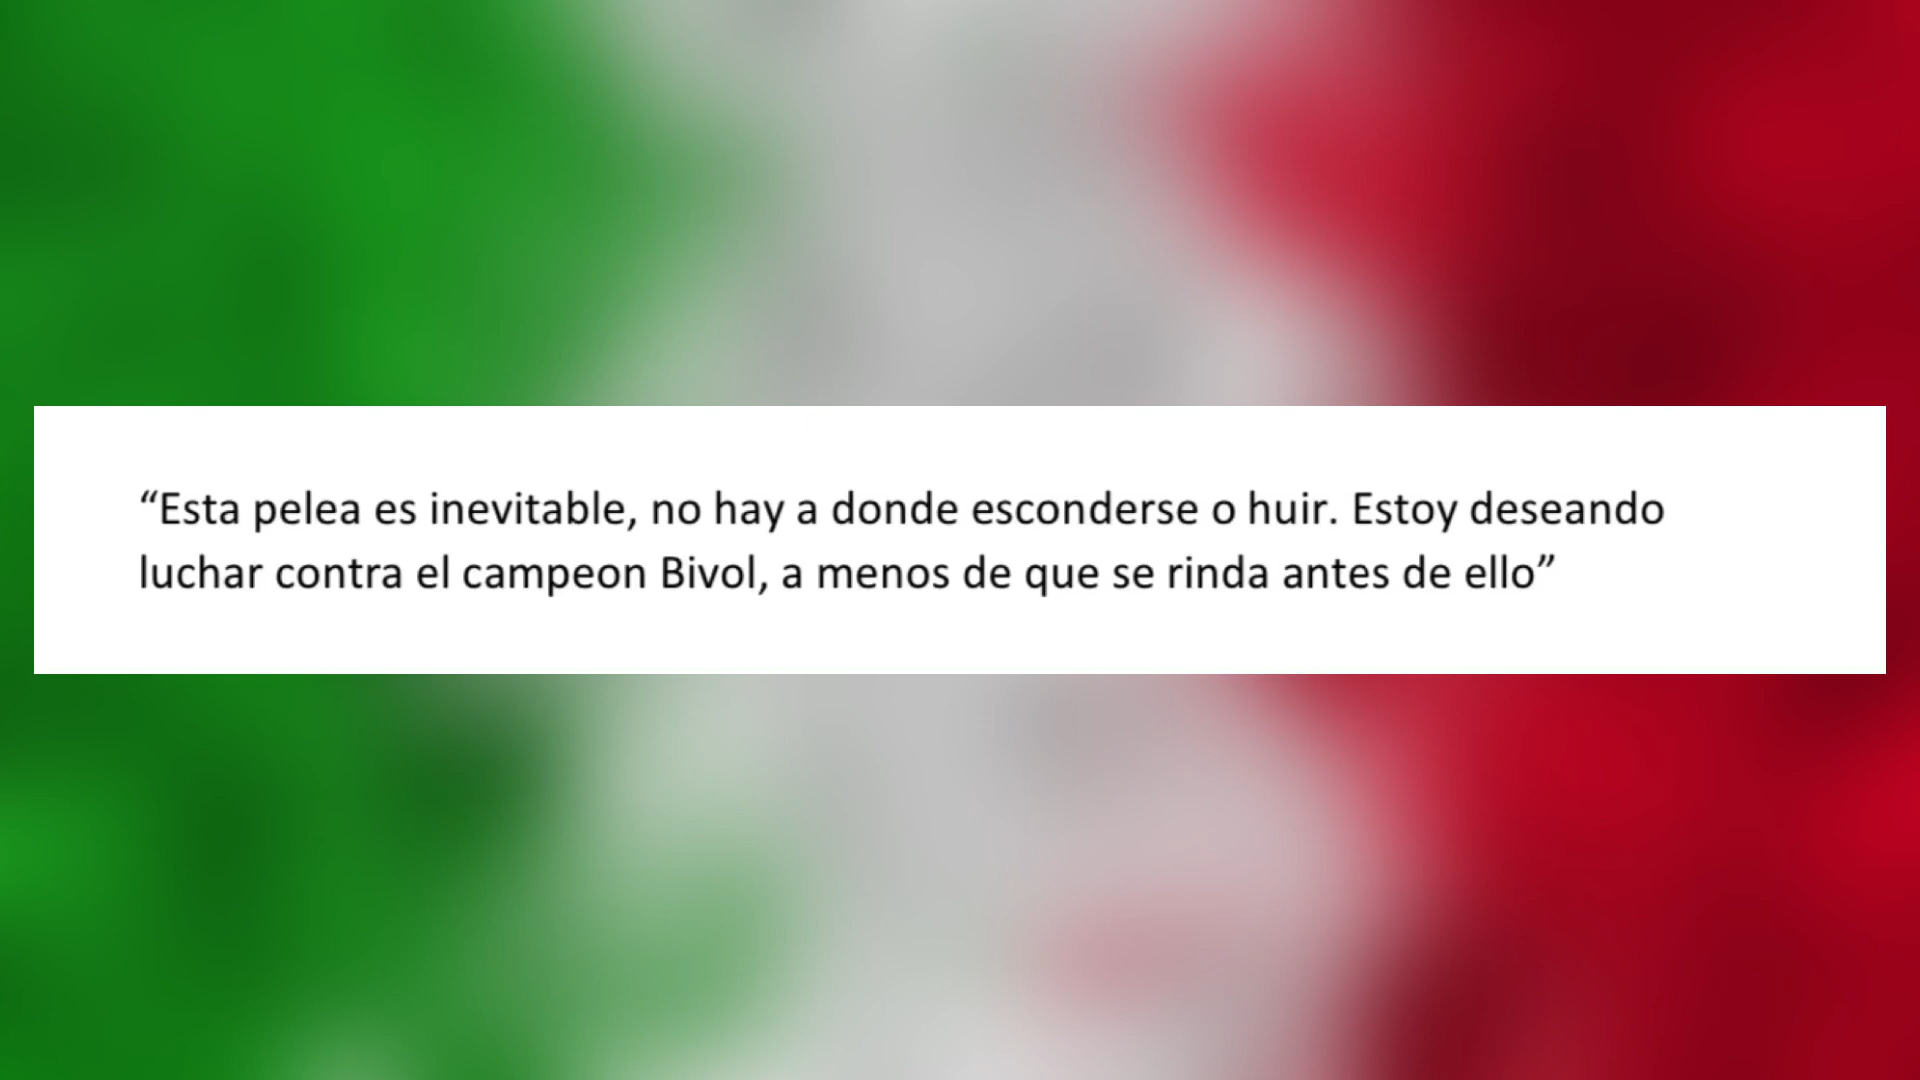 “Esta pelea es inevitable, no hay a donde esconderse o huir. Estoy deseando
luchar contra el campeon Bivol, a menos de que se rinda antes de ello”